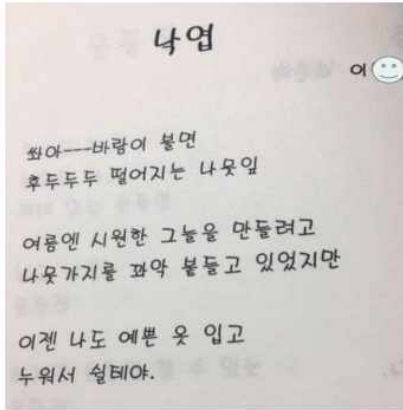 낙엽
이
쏴아---바람이 불면
후두두두 떨어지는 나뭇잎
여름엔 시원한 그늘을 만들려고
나뭇가지를 꽈악 붙들고 있었지만
이젠 나도 예쁜 옷 입고
누워서 쉴테야.